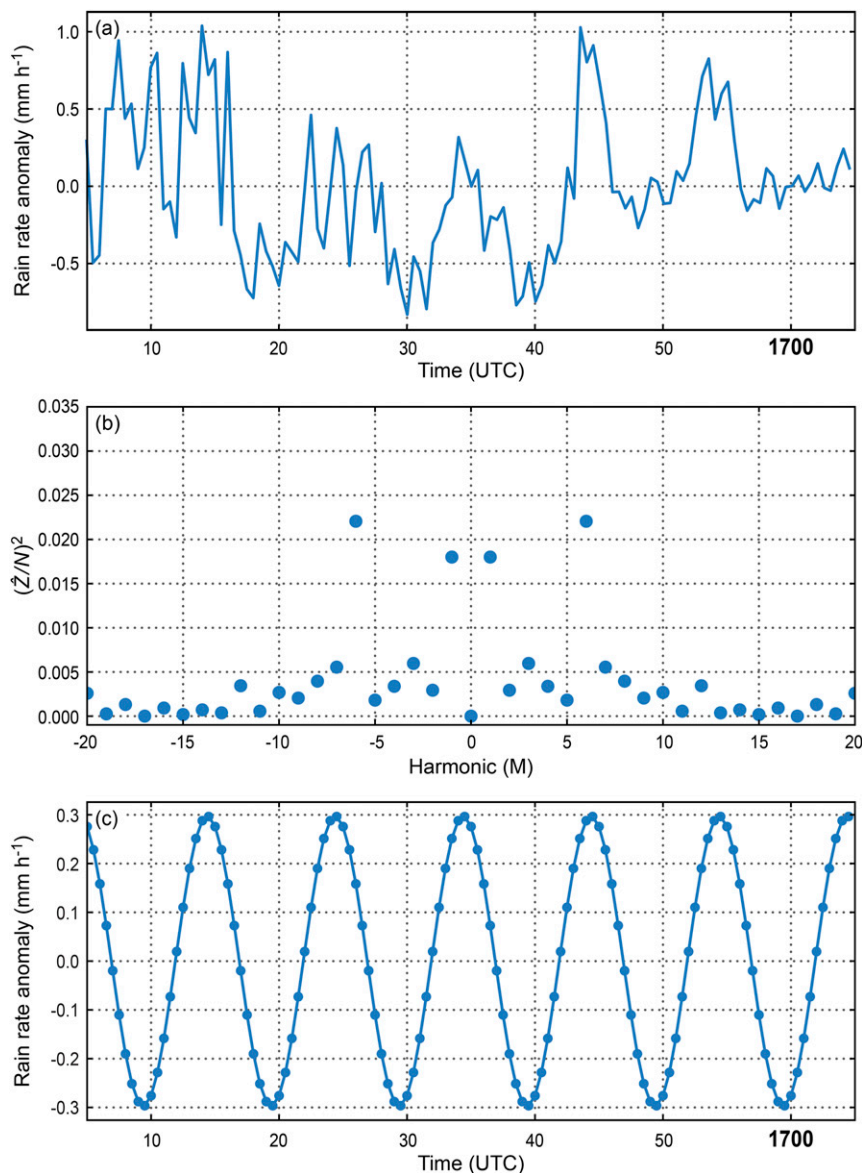 (a)
Rain rate anomaly (mm h⁻¹)
1.0
0.5
0.0
-0.5
10 20 30 40 50 1700
Time (UTC)
(b)
(Ẑ/N)²
0.035
0.030
0.025
0.020
0.015
0.010
0.005
0.000
-20 -15 -10 -5 0 5 10 15 20
Harmonic (M)
(c)
Rain rate anomaly (mm h⁻¹)
0.3
0.2
0.1
0.0
-0.1
-0.2
-0.3
10 20 30 40 50 1700
Time (UTC)